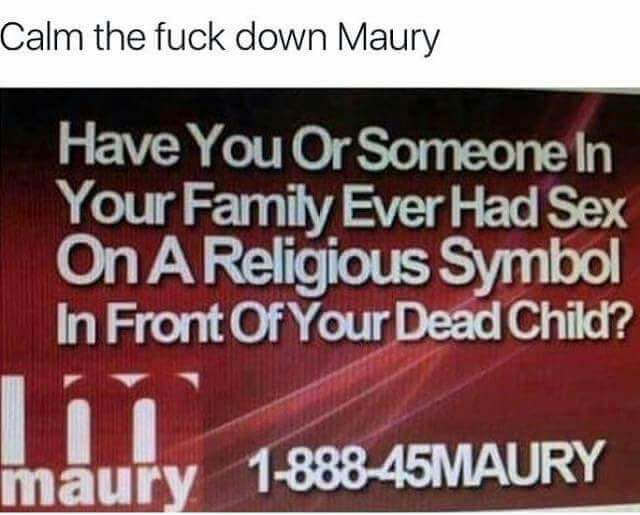 Calm the fuck down Maury
Have You Or Someone In
Your Family Ever Had Sex
On A Religious Symbol
In Front Of Your Dead Child?
maury 1-888-45MAURY